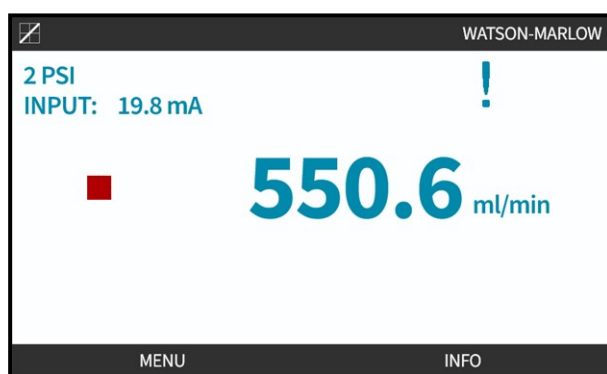 WATSON-MARLOW
2 PSI
INPUT: 19.8 mA
!
550.6 ml/min
MENU INFO